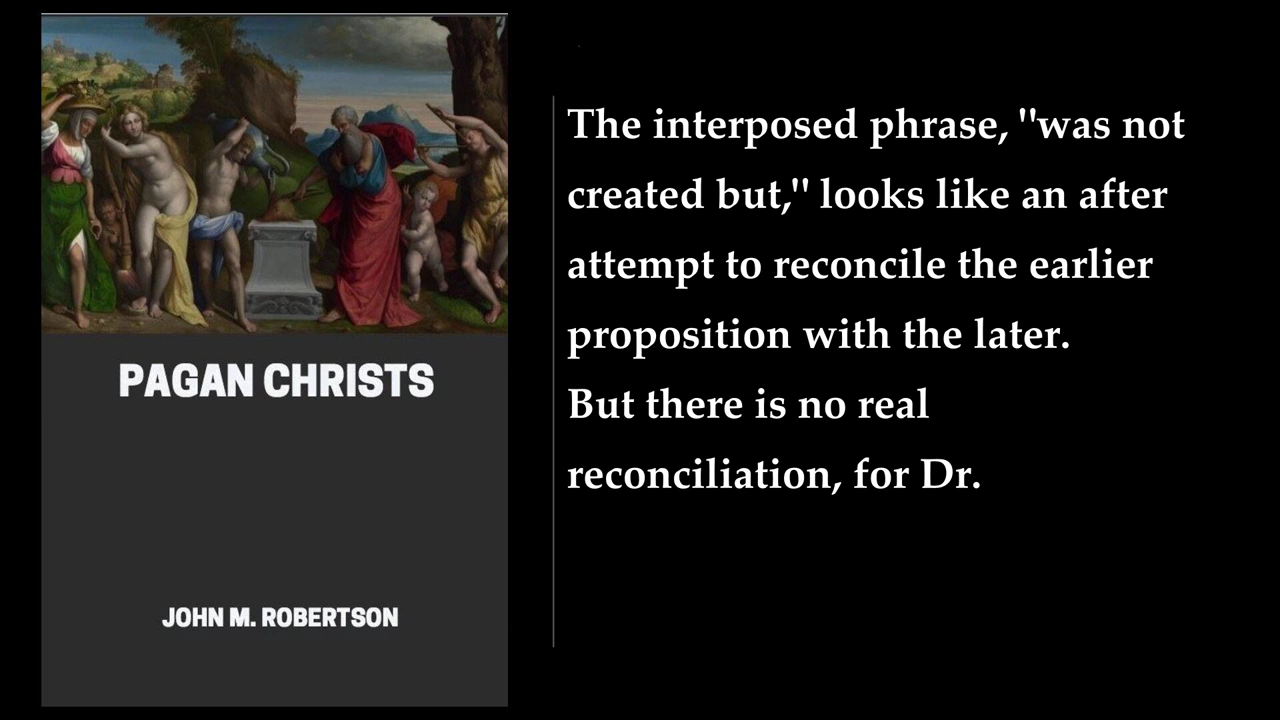 PAGAN CHRISTS
JOHN M. ROBERTSON
The interposed phrase, "was not
created but," looks like an after
attempt to reconcile the earlier
proposition with the later.
But there is no real
reconciliation, for Dr.